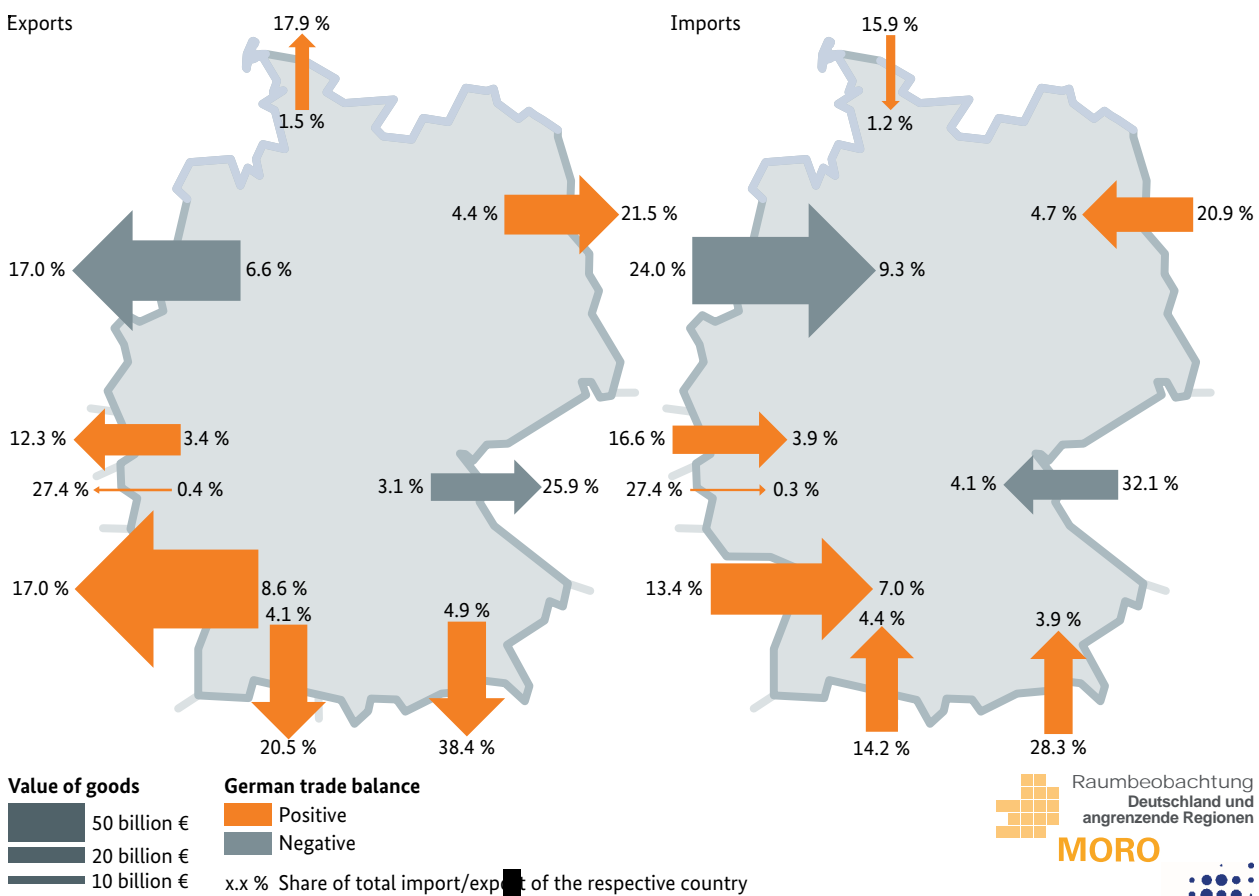 Exports
17.9 %
1.5 %
4.4 %
21.5 %
17.0 %
6.6 %
12.3 %
3.4 %
27.4 %
0.4 %
3.1 %
25.9 %
17.0 %
8.6 %
4.1 %
4.9 %
20.5 %
38.4 %
Imports
15.9 %
1.2 %
4.7 %
20.9 %
24.0 %
9.3 %
16.6 %
3.9 %
27.4 %
0.3 %
4.1 %
32.1 %
13.4 %
7.0 %
4.4 %
3.9 %
14.2 %
28.3 %
Value of goods
50 billion €
20 billion €
10 billion €
German trade balance
Positive
Negative
x.x % Share of total import/export of the respective country
Raumbeobachtung
Deutschland und
angrenzende Regionen
MORO